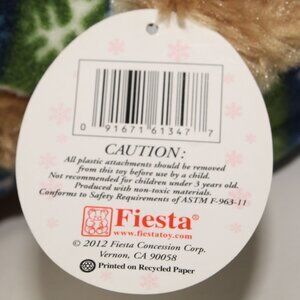 0 91671 61347 7
CAUTION:
All plastic attachments should be removed
from this toy before use by a child.
Not recommended for children under 3 years old.
Produced with non-toxic materials.
Conforms to Safety Requirements of ASTM F-963-11
Fiesta®
www.fiestatoy.com
© 2012 Fiesta Concession Corp.
Vernon, CA 90058
Printed on Recycled Paper